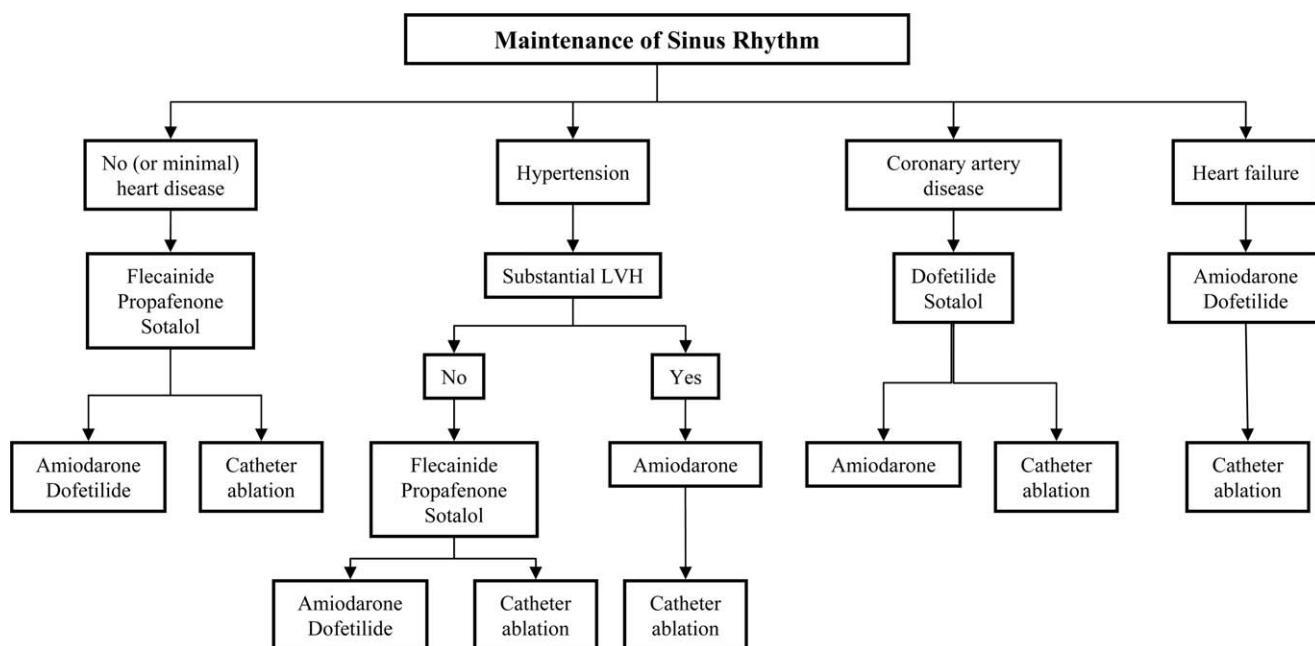 Maintenance of Sinus Rhythm
No (or minimal)
heart disease
Hypertension
Coronary artery
disease
Heart failure
Flecainide
Propafenone
Sotalol
Substantial LVH
Dofetilide
Sotalol
Amiodarone
Dofetilide
No
Yes
Amiodarone
Dofetilide
Catheter
ablation
Flecainide
Propafenone
Sotalol
Amiodarone
Amiodarone
Catheter
ablation
Catheter
ablation
Amiodarone
Dofetilide
Catheter
ablation
Catheter
ablation